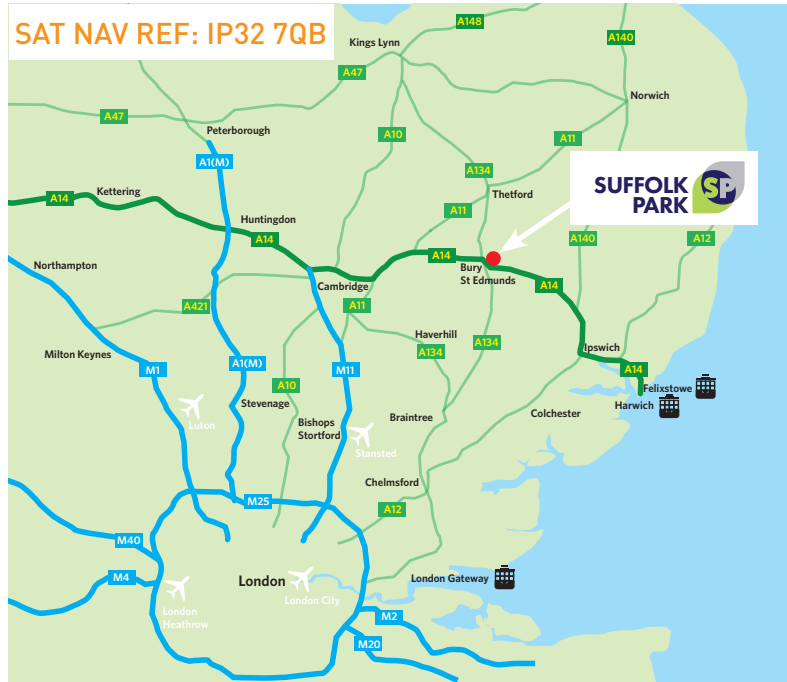 SAT NAV REF: IP32 7QB
A148
A140
Kings Lynn
A47
Norwich
A47
Peterborough
A10
A11
A1(M)
A134
SUFFOLK
PARK
SP
Kettering
Thetford
A14
A11
Huntingdon
A14
A140
A12
A14
Bury
St Edmunds
Northampton
Cambridge
A14
A421
A11
Haverhill
A134
A134
Ipswich
Milton Keynes
M1
A1(M)
M11
A14
A10
Felixstowe
Harwich
Stevenage
Luton
Bishops
Stortford
Braintree
Colchester
Stansted
Chelmsford
M25
A12
M40
M4
London
London Gateway
London City
London
Heathrow
M2
M20